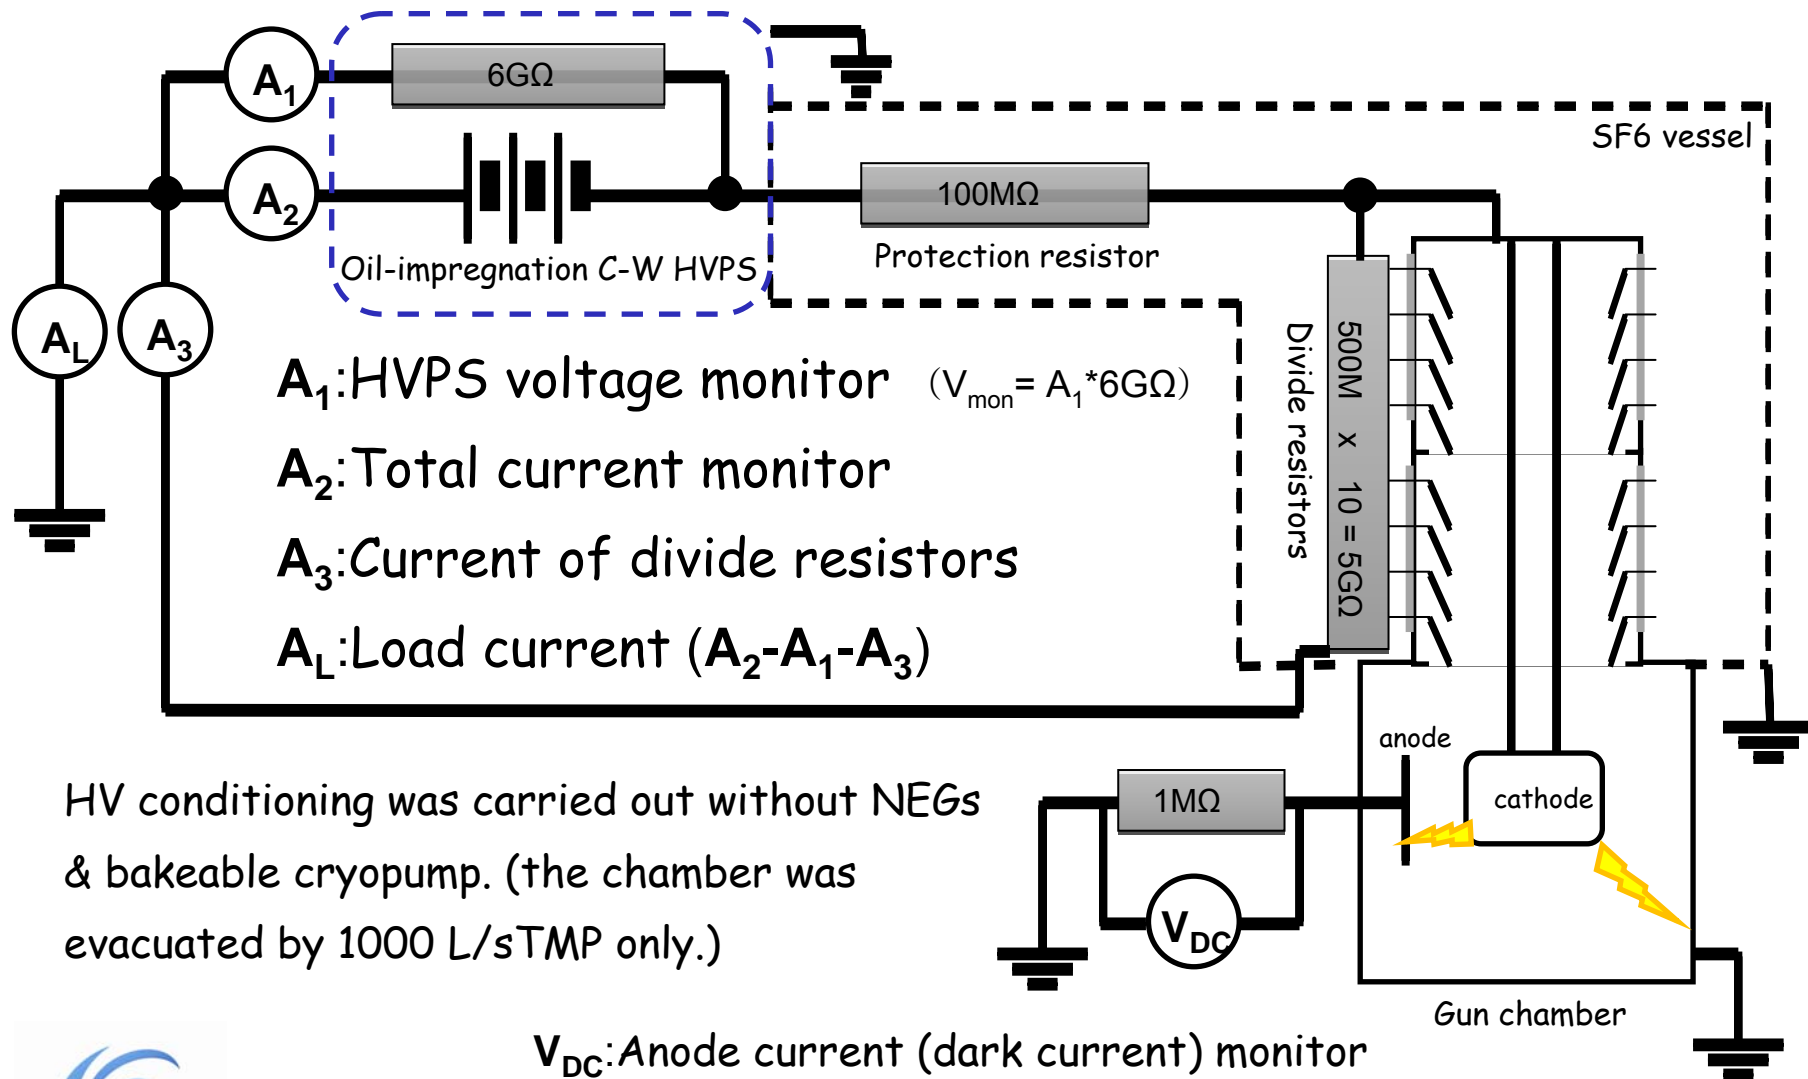 A1
6GΩ
SF6 vessel
A2
100MΩ
Oil-impregnation C-W HVPS
Protection resistor
AL
A3
500M x 10 = 5GΩ
Divide resistors
A1:HVPS voltage monitor （Vmon= A1*6GΩ）
A2:Total current monitor
A3:Current of divide resistors
AL:Load current (A2-A1-A3)
anode
1MΩ
cathode
HV conditioning was carried out without NEGs
& bakeable cryopump. (the chamber was
evacuated by 1000 L/sTMP only.)
VDC
Gun chamber
VDC:Anode current (dark current) monitor